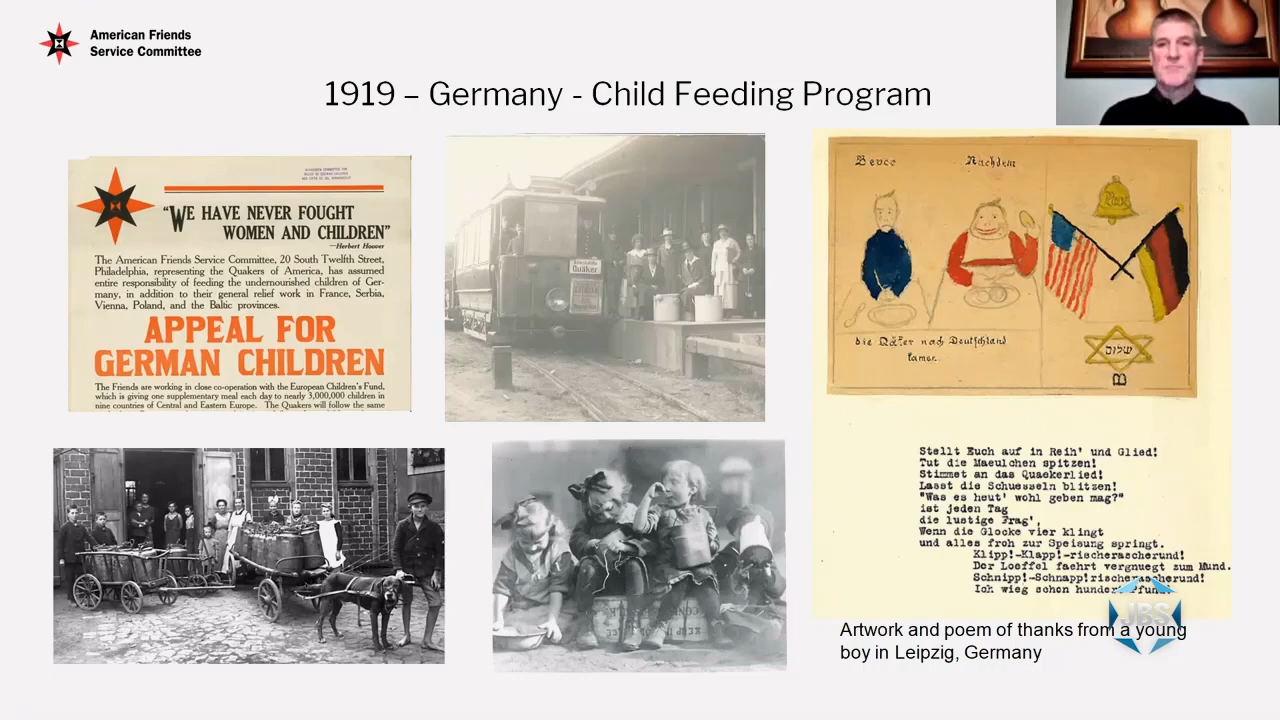 American Friends
Service Committee
1919 – Germany - Child Feeding Program
"WE HAVE NEVER FOUGHT
WOMEN AND CHILDREN"
—Herbert Hoover
The American Friends Service Committee, 20 South Twelfth Street,
Philadelphia, representing the Quakers of America, has assumed
entire responsibility of feeding the undernourished children of Ger-
many, in addition to their general relief work in France, Serbia,
Vienna, Poland, and the Baltic provinces.
APPEAL FOR
GERMAN CHILDREN
The Friends are working in close co-operation with the European Children's Fund,
which is giving one supplementary meal each day to nearly 3,000,000 children in
nine countries of Central and Eastern Europe. The Quakers will follow the same
Quäker
Bevor
Nachdem
Pax
die Quäker nach Deutschland
kamen.
שלום
Stellt Euch auf in Reih' und Glied!
Tut die Maeulchen spitzen!
Stimmet an das Quaekerlied!
Lasst die Schuesseln blitzen!
"Was es heut' wohl geben mag?"
ist jeden Tag
die lustige Frag',
Wenn die Glocke vier klingt
und alles froh zur Speisung springt.
Klipp!-Klapp!-rischerascherund!
Der Loeffel faehrt vergnuegt zum Mund.
Schnipp!-Schnapp!rischerascherund!
Ich wieg schon hundert Pfund
JBS
Artwork and poem of thanks from a young
boy in Leipzig, Germany